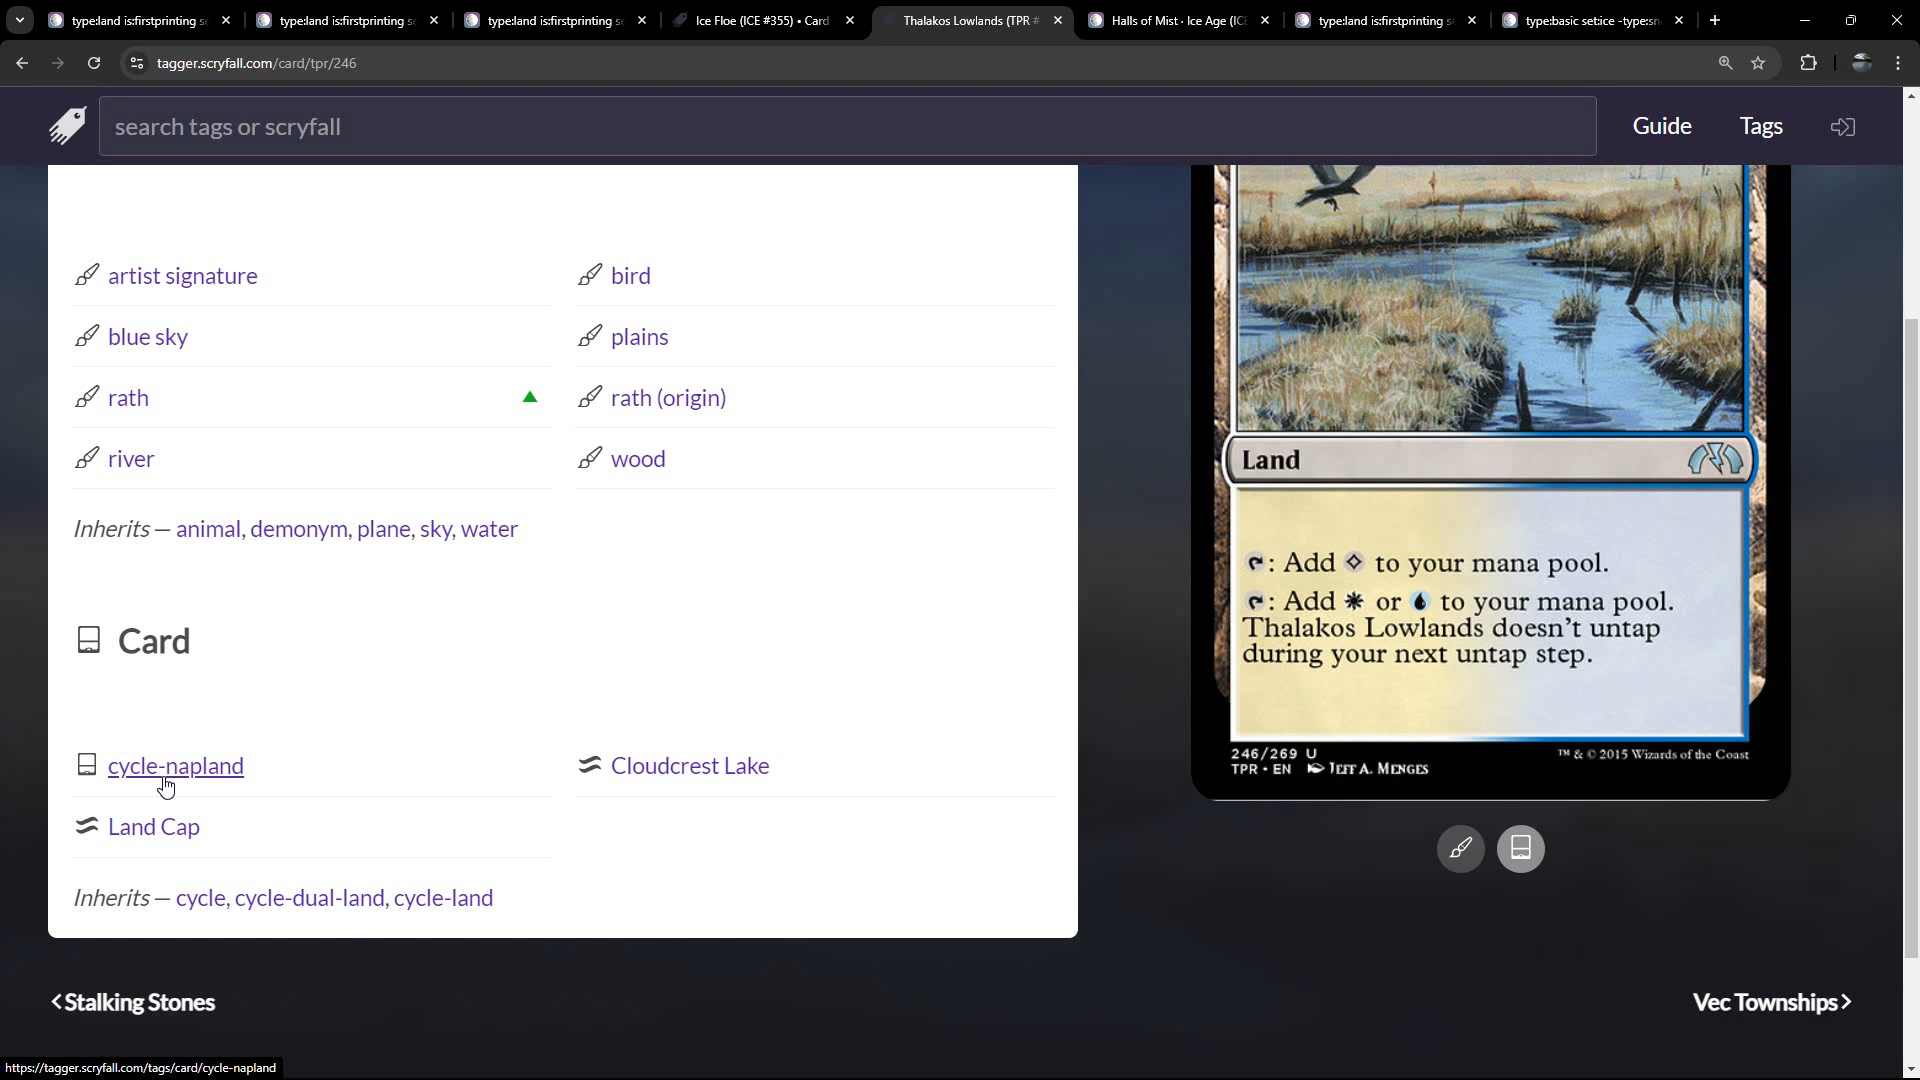 type:land is:firstprinting s
type:land is:firstprinting s
type:land is:firstprinting s
Ice Floe (ICE #355) • Card
Thalakos Lowlands (TPR #
Halls of Mist · Ice Age (ICE
type:land is:firstprinting s
type:basic set:ice -type:sn
tagger.scryfall.com/card/tpr/246
search tags or scryfall
Guide
Tags
artist signature
bird
blue sky
plains
rath
rath (origin)
river
wood
Inherits — animal, demonym, plane, sky, water
Card
cycle-napland
Cloudcrest Lake
Land Cap
Inherits — cycle, cycle-dual-land, cycle-land
Land
: Add to your mana pool.
: Add or to your mana pool.
Thalakos Lowlands doesn't untap
during your next untap step.
246/269 U
TPR • EN JEFF A. MENGES
™ & © 2015 Wizards of the Coast
<Stalking Stones
Vec Townships>
https://tagger.scryfall.com/tags/card/cycle-napland